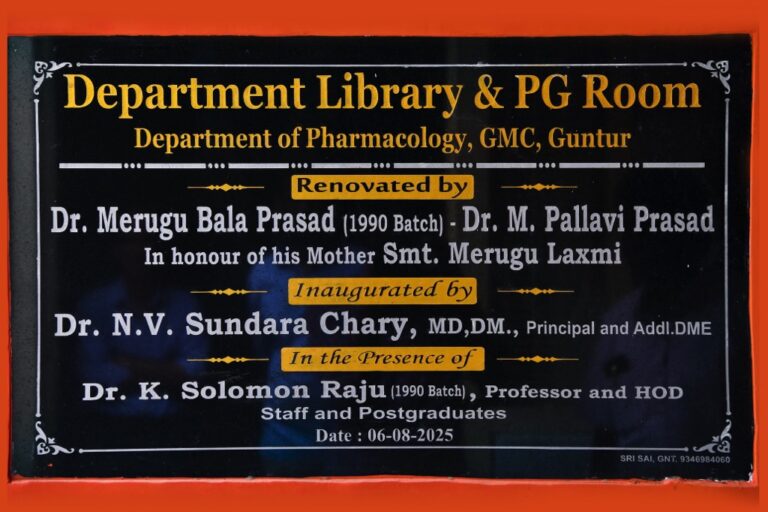 Department Library & PG Room
Department of Pharmacology, GMC, Guntur
Renovated by
Dr. Merugu Bala Prasad (1990 Batch) - Dr. M. Pallavi Prasad
In honour of his Mother Smt. Merugu Laxmi
Inaugurated by
Dr. N.V. Sundara Chary, MD,DM., Principal and Addl.DME
In the Presence of
Dr. K. Solomon Raju (1990 Batch), Professor and HOD
Staff and Postgraduates
Date : 06-08-2025
SRI SAI, GNT. 9346984060